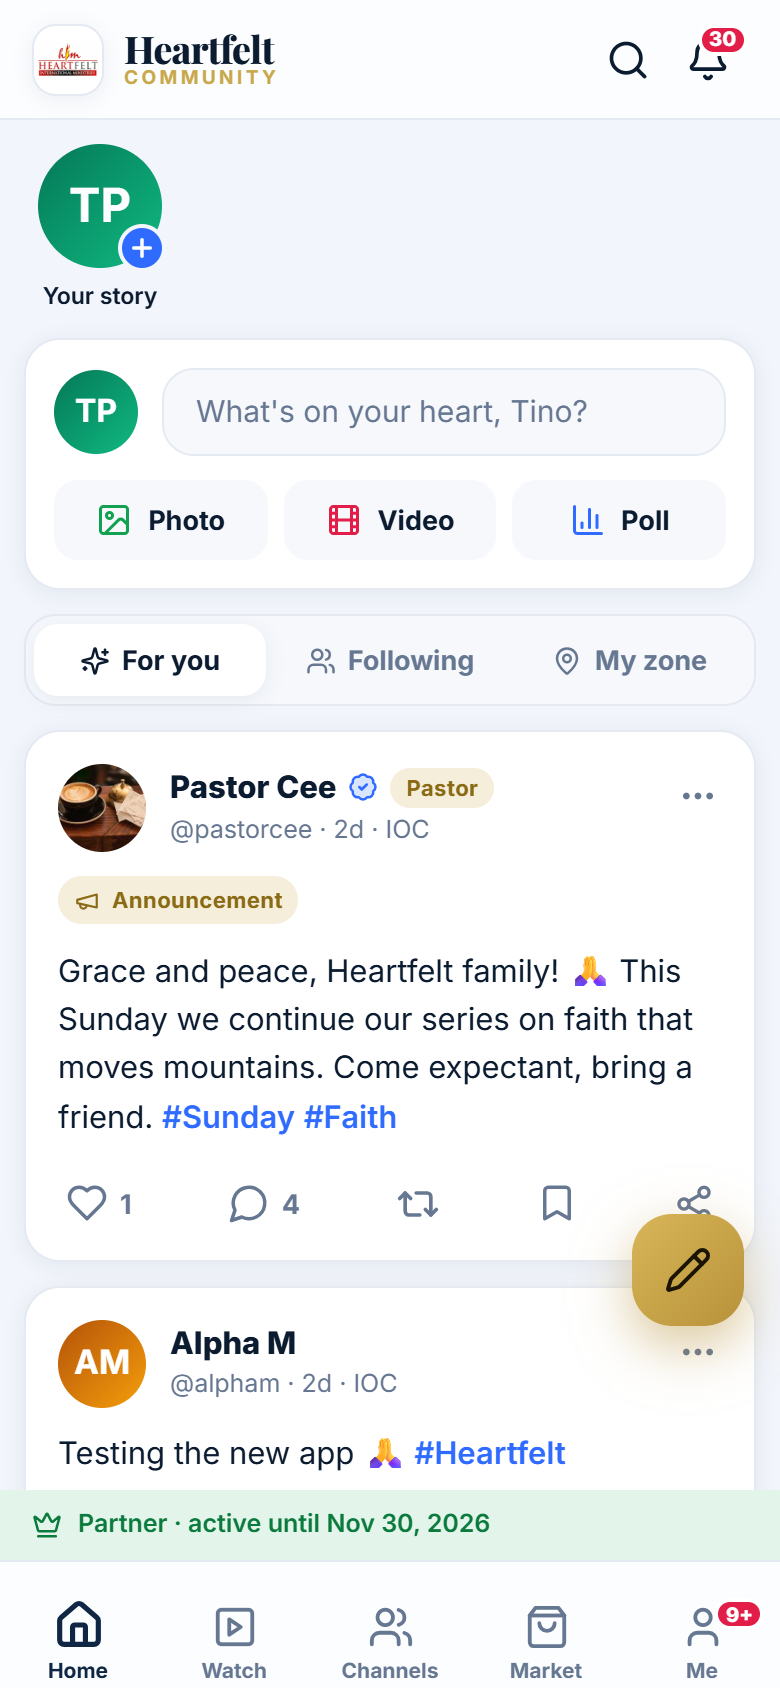 HEARTFELT
INTERNATIONAL MINISTRIES
Heartfelt
COMMUNITY
30
TP
Your story
TP
What's on your heart, Tino?
Photo
Video
Poll
For you
Following
My zone
Pastor Cee
Pastor
@pastorcee · 2d · IOC
Announcement
Grace and peace, Heartfelt family! 🙏 This
Sunday we continue our series on faith that
moves mountains. Come expectant, bring a
friend. #Sunday #Faith
1
4
AM
Alpha M
@alpham · 2d · IOC
Testing the new app 🙏 #Heartfelt
Partner · active until Nov 30, 2026
9+
Home
Watch
Channels
Market
Me